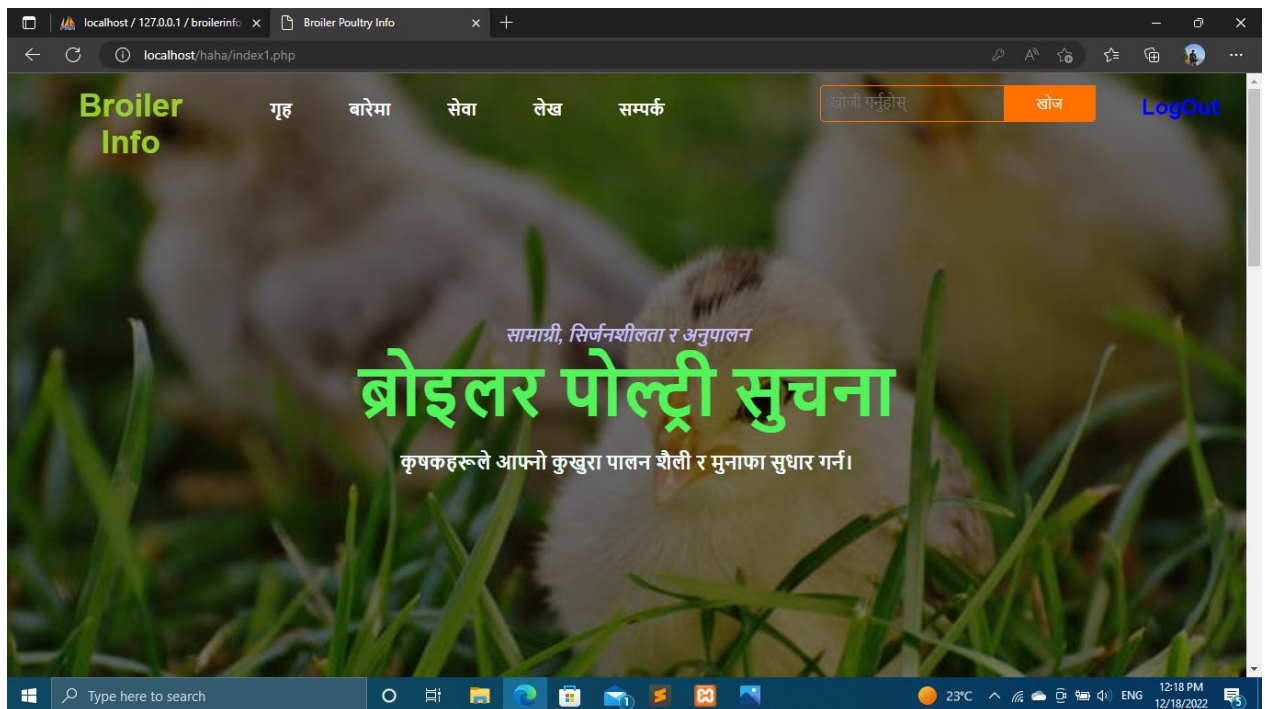 localhost / 127.0.0.1 / broilerinfo
Broiler Poultry Info
localhost/haha/index1.php
Broiler
Info
गृह बारेमा सेवा लेख सम्पर्क
खोजी गर्नुहोस्
खोज
LogOut
सामाग्री, सिर्जनशीलता र अनुपालन
ब्रोइलर पोल्ट्री सुचना
कृषकहरूले आफ्नो कुखुरा पालन शैली र मुनाफा सुधार गर्न।
Type here to search
23°C
ENG
12:18 PM
12/18/2022
5